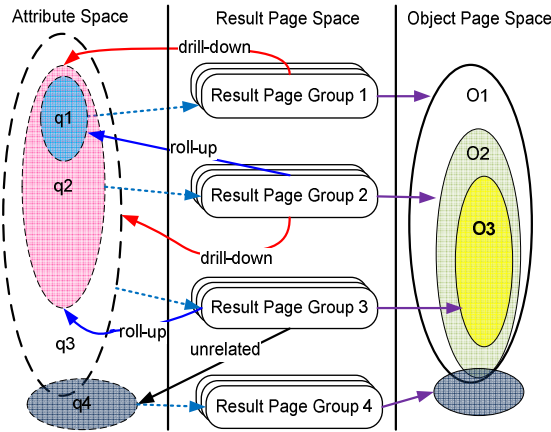 Attribute Space
Result Page Space
Object Page Space
drill-down
Result Page Group 1
O1
q1
roll-up
O2
q2
Result Page Group 2
O3
drill-down
Result Page Group 3
roll-up
q3
unrelated
q4
Result Page Group 4